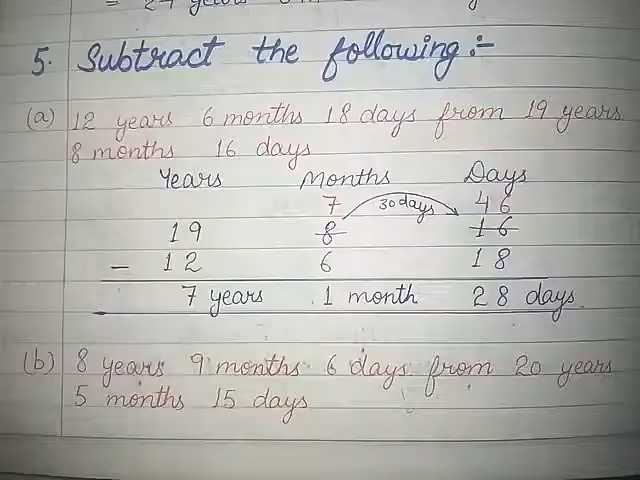 = 24 years
5. Subtract the following:-
(a) 12 years 6 months 18 days from 19 years
8 months 16 days
Years Months Days
7 30 days 46
19 8 16
- 12 6 18
7 years 1 month 28 days
(b) 8 years 9 months 6 days from 20 years
5 months 15 days